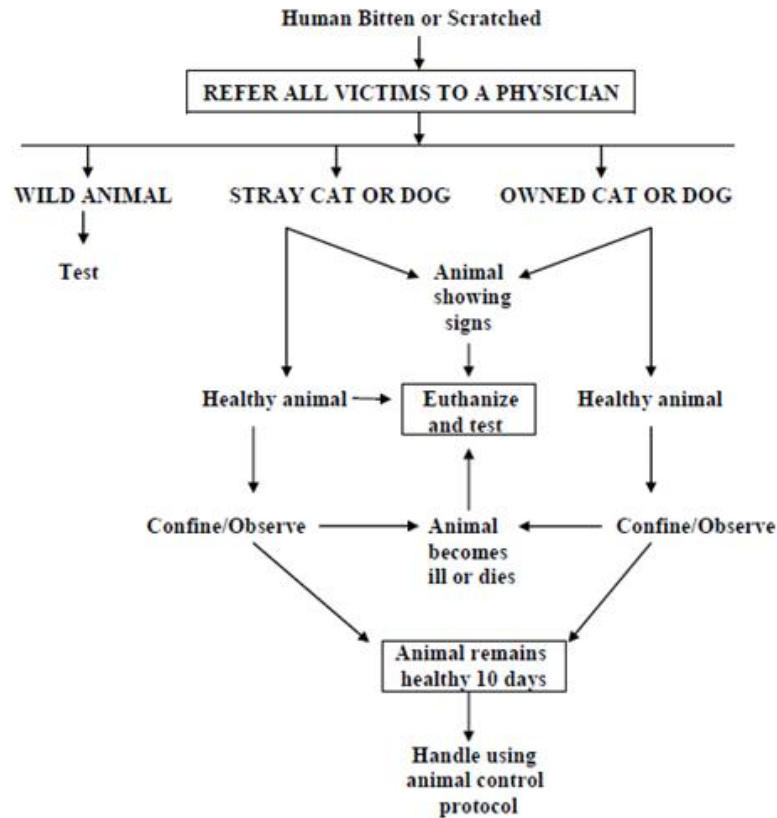 Human Bitten or Scratched
REFER ALL VICTIMS TO A PHYSICIAN
WILD ANIMAL
STRAY CAT OR DOG
OWNED CAT OR DOG
Test
Animal
showing
signs
Healthy animal
Euthanize
and test
Healthy animal
Confine/Observe
Animal
becomes
ill or dies
Confine/Observe
Animal remains
healthy 10 days
Handle using
animal control
protocol